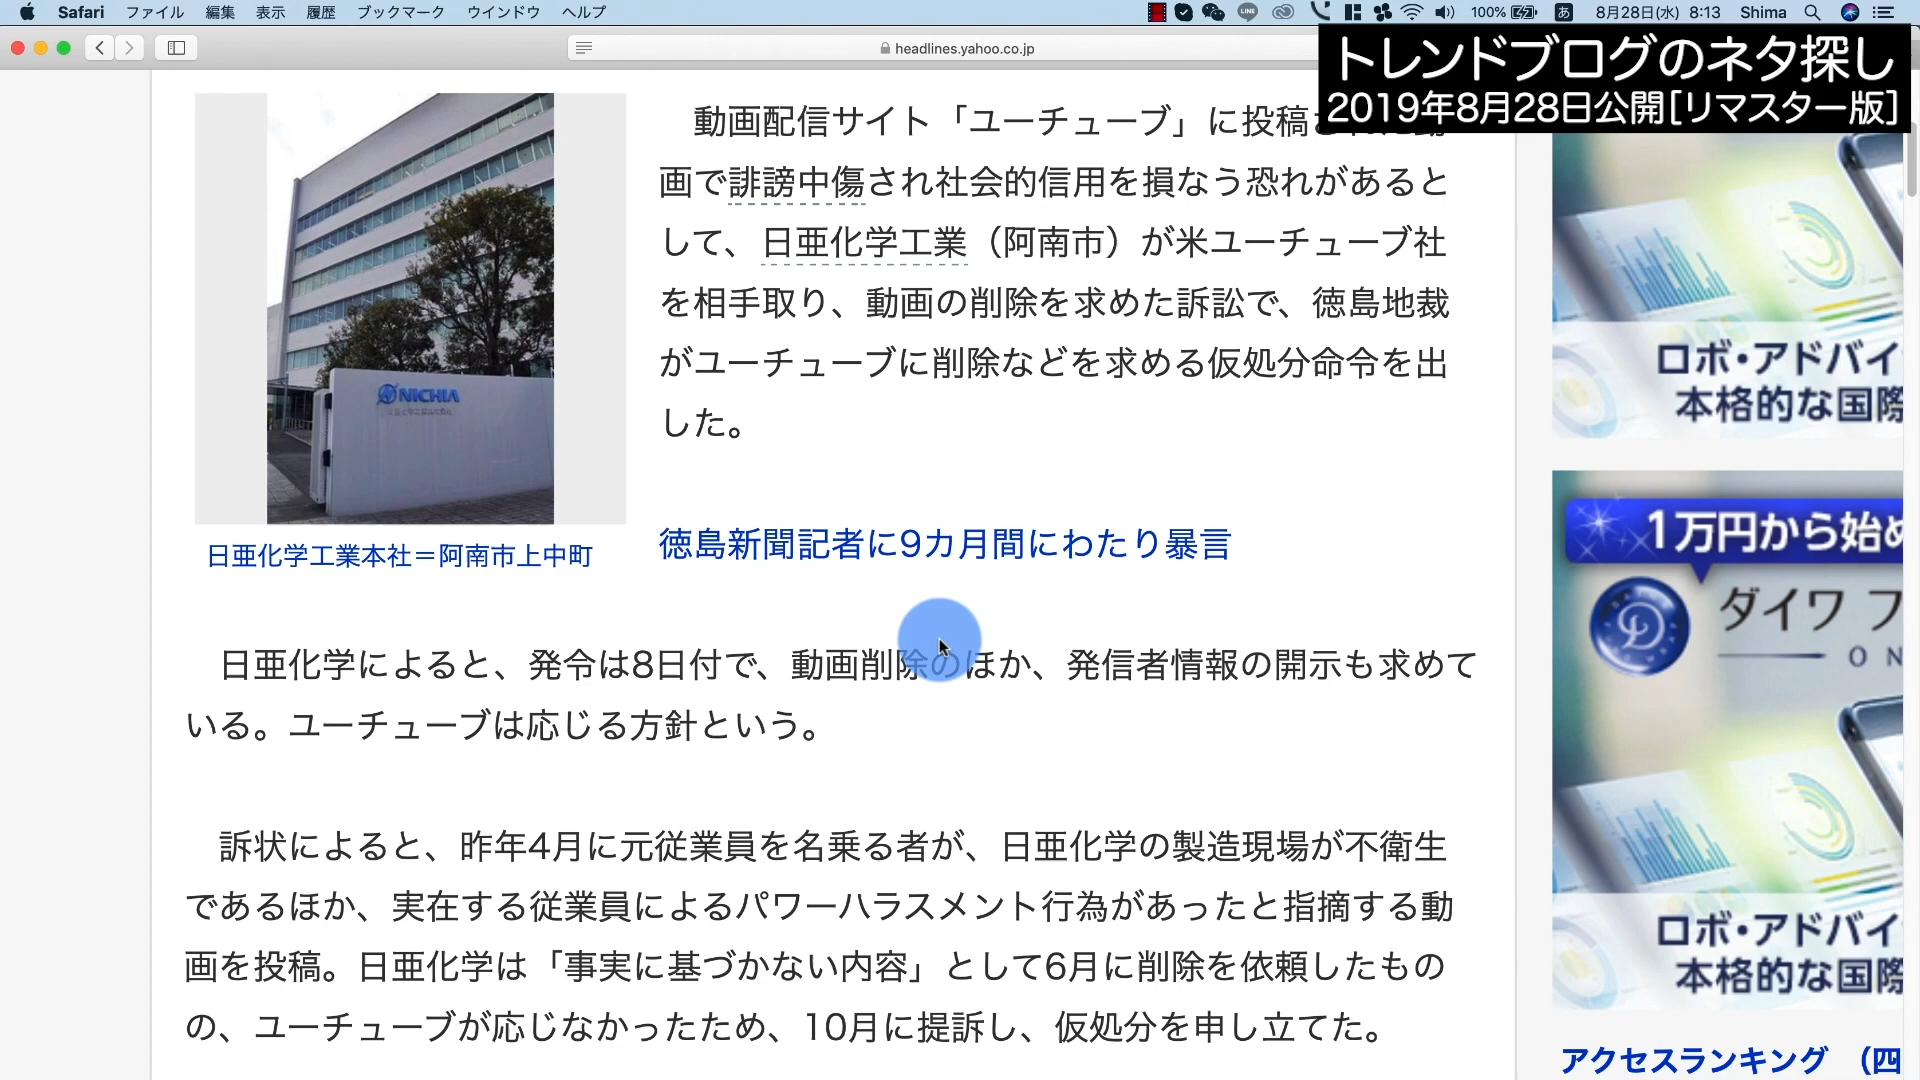 Safari ファイル 編集 表示 履歴 ブックマーク ウインドウ ヘルプ
LINE
100%
あ
8月28日(水) 8:13 Shima
headlines.yahoo.co.jp
トレンドブログのネタ探し
2019年8月28日公開[リマスター版]
動画配信サイト「ユーチューブ」に投稿
画で誹謗中傷され社会的信用を損なう恐れがあると
して、日亜化学工業（阿南市）が米ユーチューブ社
を相手取り、動画の削除を求めた訴訟で、徳島地裁
がユーチューブに削除などを求める仮処分命令を出
した。
NICHIA
日亜化学工業本社＝阿南市上中町
徳島新聞記者に9カ月間にわたり暴言
日亜化学によると、発令は8日付で、動画削除のほか、発信者情報の開示も求めて
いる。ユーチューブは応じる方針という。
訴状によると、昨年4月に元従業員を名乗る者が、日亜化学の製造現場が不衛生
であるほか、実在する従業員によるパワーハラスメント行為があったと指摘する動
画を投稿。日亜化学は「事実に基づかない内容」として6月に削除を依頼したもの
の、ユーチューブが応じなかったため、10月に提訴し、仮処分を申し立てた。
ロボ・アドバイ
本格的な国際
1万円から始め
ダイワ フ
O N
ロボ・アドバイ
本格的な国際
アクセスランキング （四